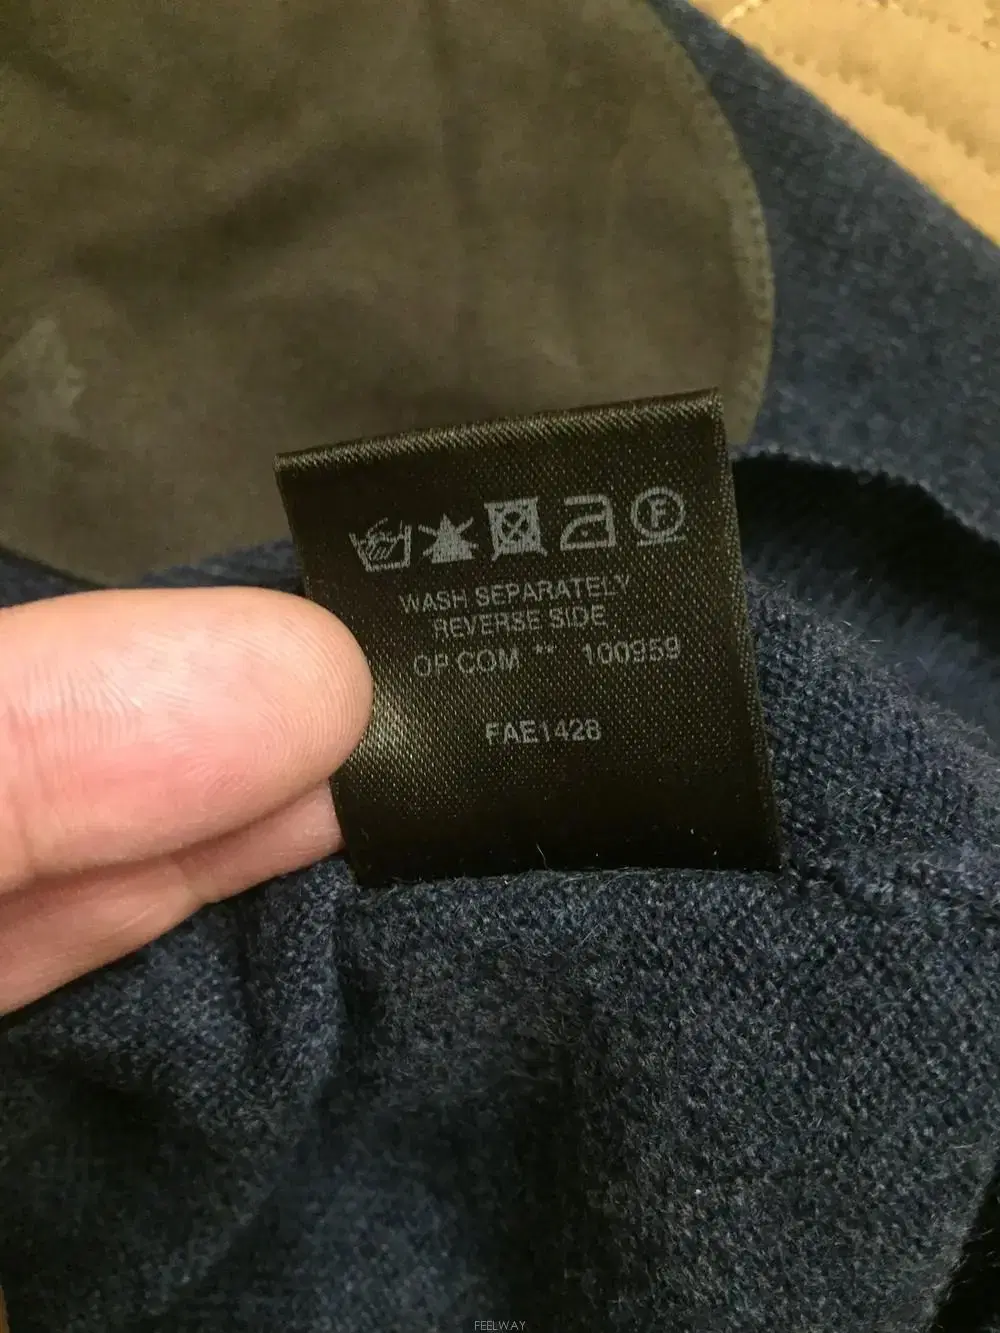 F
WASH SEPARATELY
REVERSE SIDE
OP COM ** 100959
FAE1428
FEELWAY